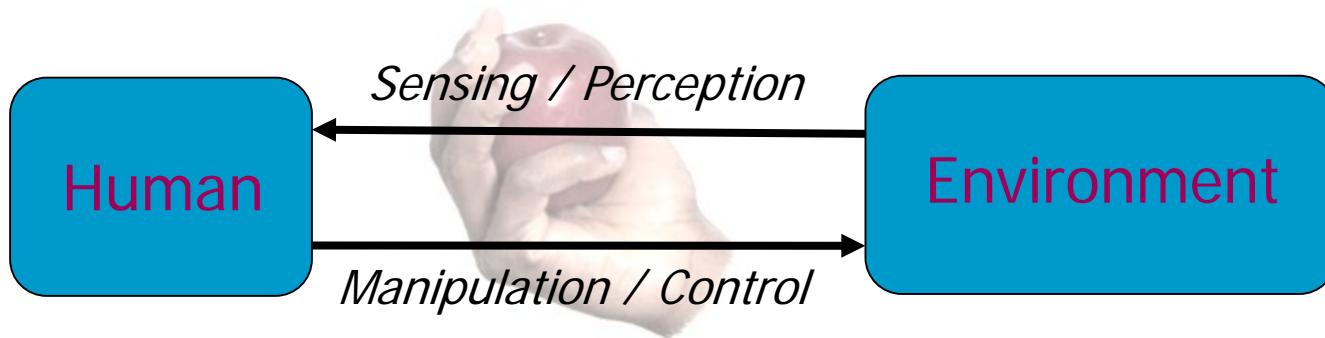 Sensing / Perception
Human
Environment
Manipulation / Control